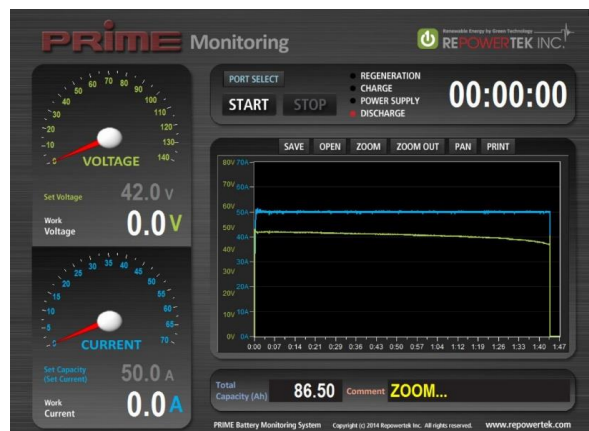 PRiME Monitoring
Renewable Energy by Green Technology
REPOWERTEK INC.
PORT SELECT
START STOP
REGENERATION
CHARGE
POWER SUPPLY
DISCHARGE
00:00:00
0 10 20 30 40 50 60 70 80 90 100 110 120 130 140
VOLTAGE
Set Voltage 42.0 V
Work Voltage 0.0 V
0 5 10 15 20 25 30 35 40 45 50 55 60 65 70
CURRENT
Set Capacity
(Set Current) 50.0 A
Work
Current 0.0 A
SAVE OPEN ZOOM ZOOM OUT PAN PRINT
80V 70A
70V 60A
60V 50A
50V 40A
40V
30V 30A
20V 20A
10V 10A
0V 0A
0:00 0:07 0:14 0:21 0:29 0:36 0:43 0:50 0:57 1:04 1:12 1:19 1:26 1:33 1:40 1:47
Total
Capacity (Ah) 86.50 Comment ZOOM...
PRIME Battery Monitoring System Copyright (c) 2014 Repowertek Inc. All rights reserved. www.repowertek.com